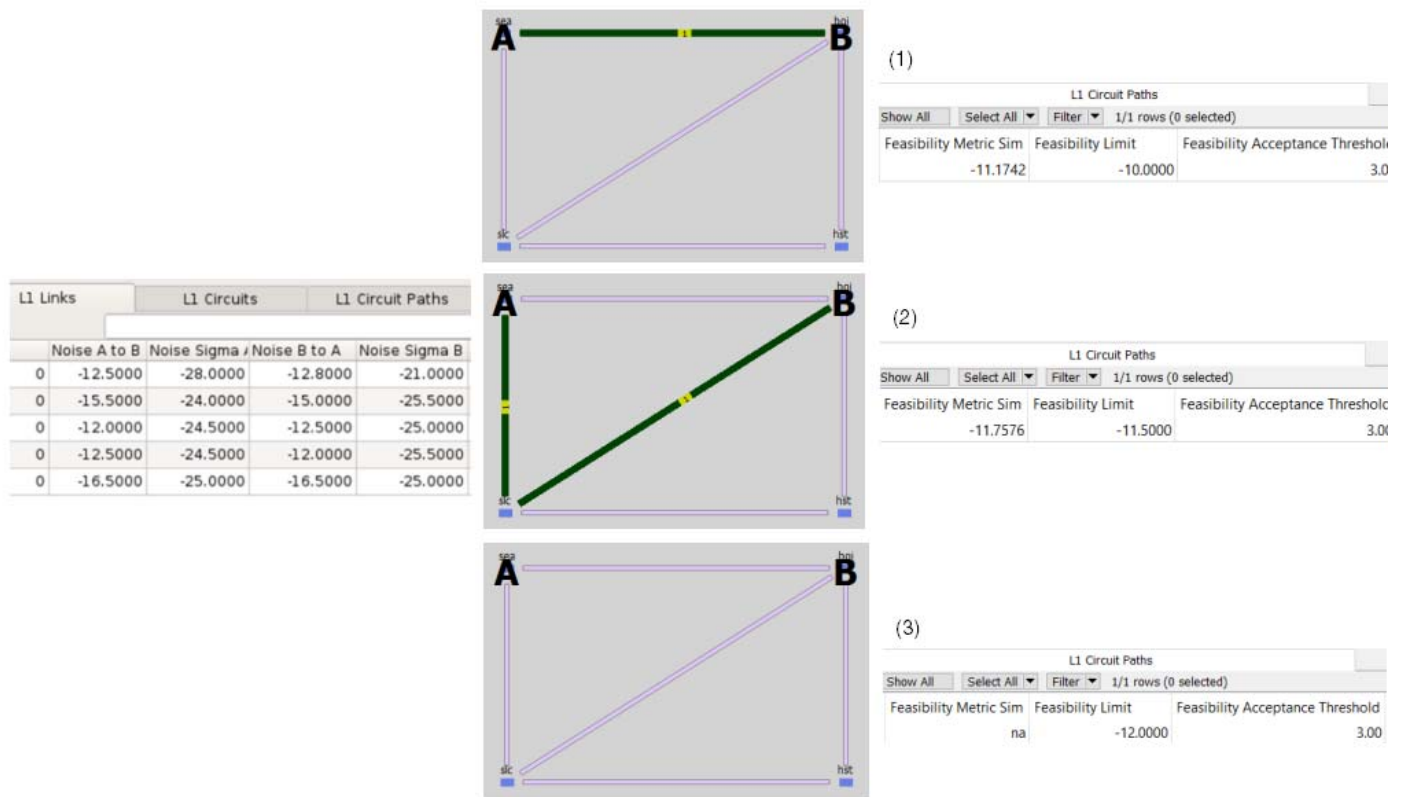 sea
hoi
A
B
1
slc
hst
(1)
L1 Circuit Paths
Show All Select All Filter 1/1 rows (0 selected)
Feasibility Metric Sim Feasibility Limit Feasibility Acceptance Threshold
-11.1742 -10.0000 3.0
L1 Links L1 Circuits L1 Circuit Paths
Noise A to B Noise Sigma A Noise B to A Noise Sigma B
0 -12.5000 -28.0000 -12.8000 -21.0000
0 -15.5000 -24.0000 -15.0000 -25.5000
0 -12.0000 -24.5000 -12.5000 -25.0000
0 -12.5000 -24.5000 -12.0000 -25.5000
0 -16.5000 -25.0000 -16.5000 -25.0000
sea
hoi
A
B
1
1
slc
hst
(2)
L1 Circuit Paths
Show All Select All Filter 1/1 rows (0 selected)
Feasibility Metric Sim Feasibility Limit Feasibility Acceptance Threshold
-11.7576 -11.5000 3.00
sea
hoi
A
B
slc
hst
(3)
L1 Circuit Paths
Show All Select All Filter 1/1 rows (0 selected)
Feasibility Metric Sim Feasibility Limit Feasibility Acceptance Threshold
na -12.0000 3.00